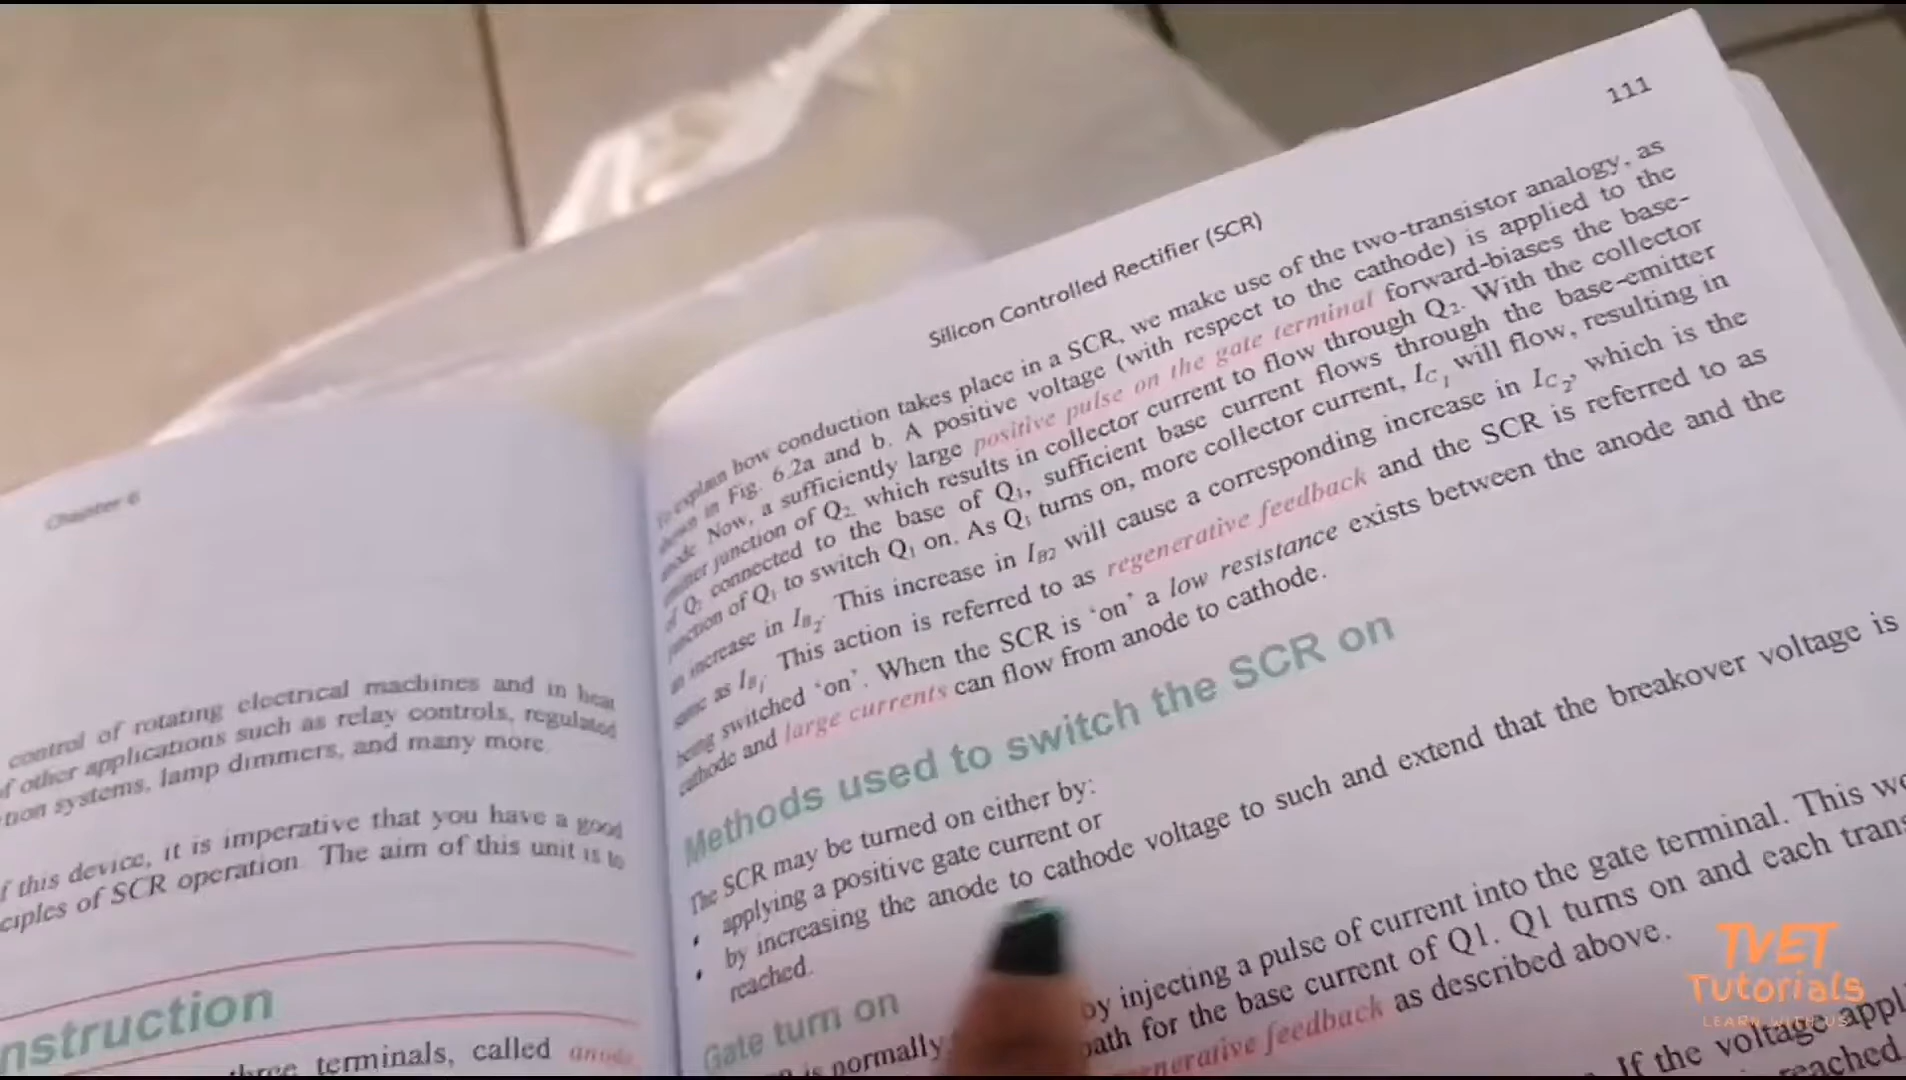 Chapter 6
control of rotating electrical machines and in heat
of other applications such as relay controls, regulated
tion systems, lamp dimmers, and many more.
f this device, it is imperative that you have a good
ciples of SCR operation. The aim of this unit is to
nstruction
three terminals, called anode
111
Silicon Controlled Rectifier (SCR)
To explain how conduction takes place in a SCR, we make use of the two-transistor analogy, as
shown in Fig. 6.2a and b. A positive voltage (with respect to the cathode) is applied to the
anode. Now, a sufficiently large positive pulse on the gate terminal forward-biases the base-
emitter junction of Q2, which results in collector current to flow through Q2. With the collector
of Q2 connected to the base of Q1, sufficient base current flows through the base-emitter
junction of Q1 to switch Q1 on. As Q1 turns on, more collector current, IC1 will flow, resulting in
an increase in IB2. This increase in IB2 will cause a corresponding increase in IC2, which is the
same as IB1. This action is referred to as regenerative feedback and the SCR is referred to as
being switched 'on'. When the SCR is 'on' a low resistance exists between the anode and the
cathode and large currents can flow from anode to cathode.
Methods used to switch the SCR on
The SCR may be turned on either by:
• applying a positive gate current or
• by increasing the anode to cathode voltage to such and extend that the breakover voltage is
reached.
Gate turn on
is normally by injecting a pulse of current into the gate terminal. This
path for the base current of Q1. Q1 turns on and each trans
generative feedback as described above.
If the voltage appl
reached
TVET
Tutorials
LEARN WITH US